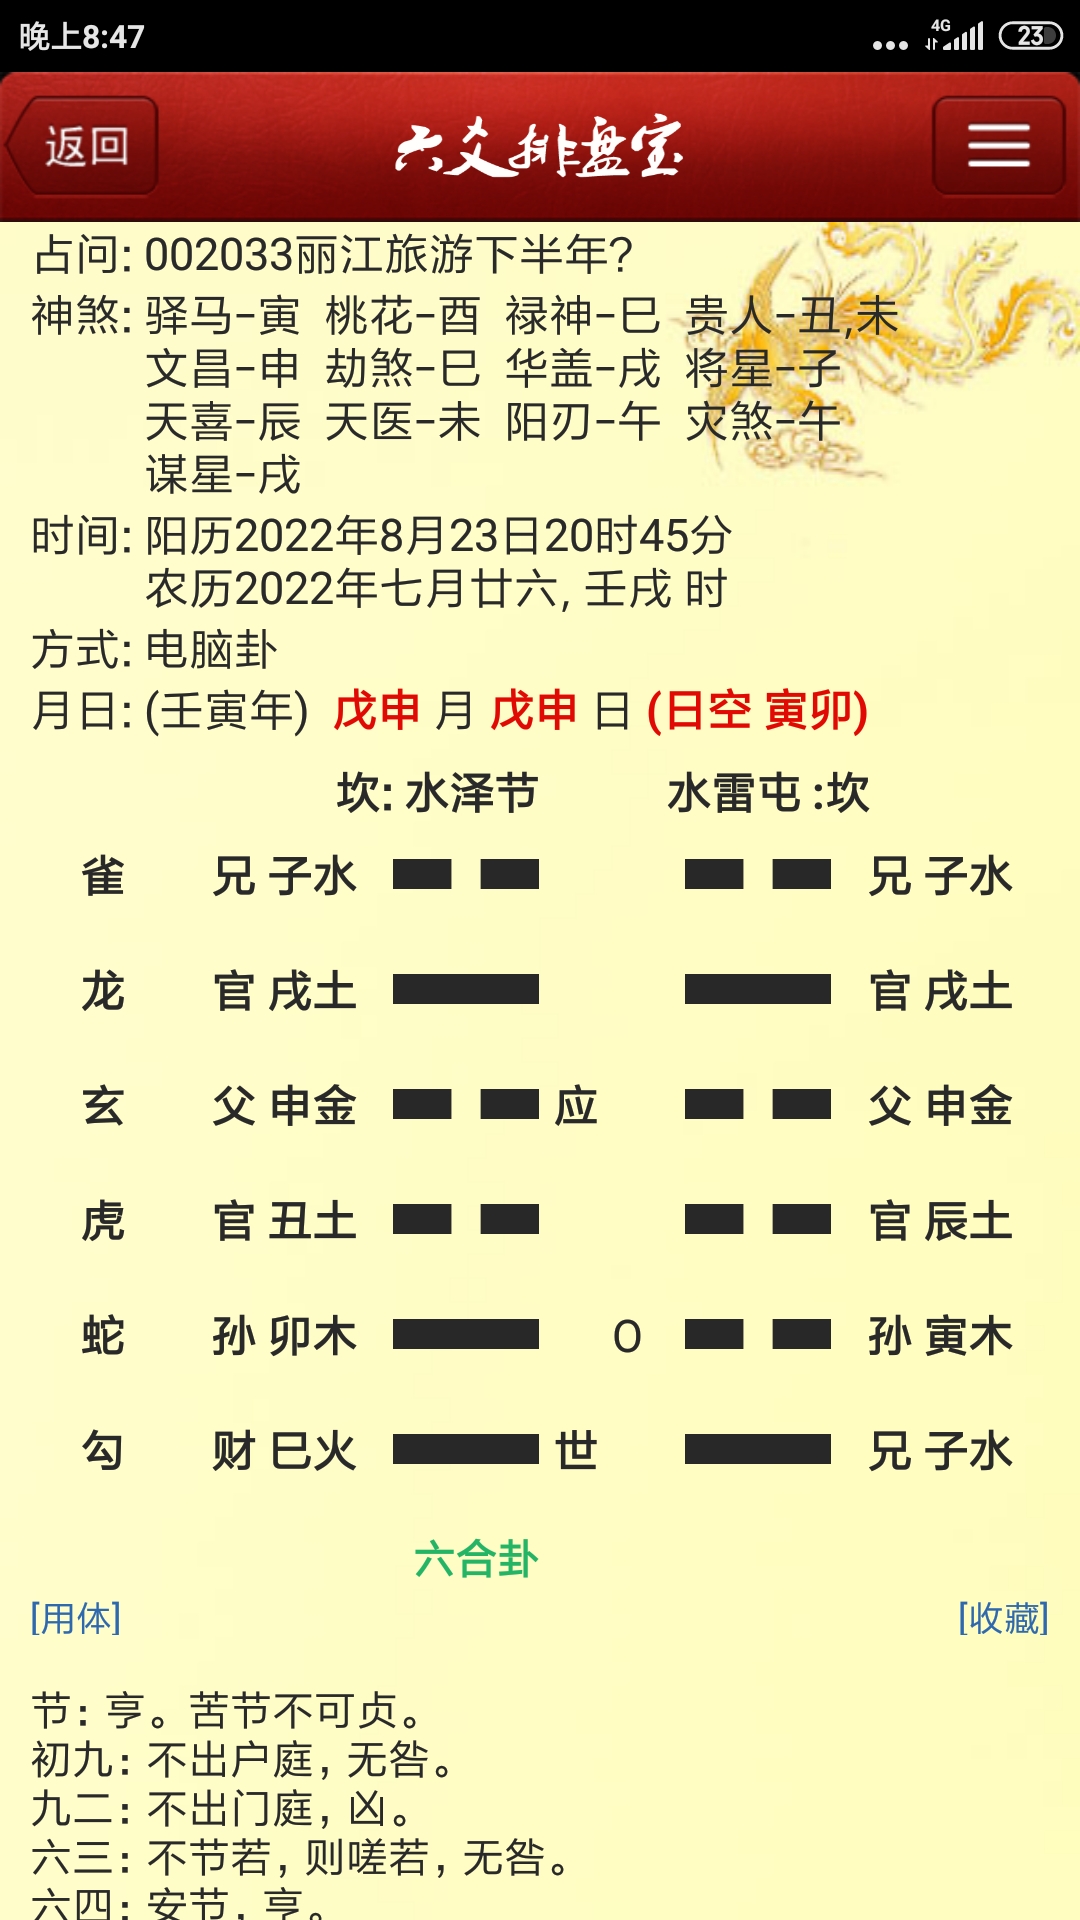 晚上8:47
4G
23
返回
六爻排盘宝
占问: 002033丽江旅游下半年?
神煞: 驿马-寅 桃花-酉 禄神-巳 贵人-丑,未
文昌-申 劫煞-巳 华盖-戌 将星-子
天喜-辰 天医-未 阳刃-午 灾煞-午
谋星-戌
时间: 阳历2022年8月23日20时45分
农历2022年七月廿六, 壬戌 时
方式: 电脑卦
月日: (壬寅年) 戊申 月 戊申 日 (日空 寅卯)
坎: 水泽节 水雷屯 :坎
雀 兄 子水 兄 子水
龙 官 戌土 官 戌土
玄 父 申金 应 父 申金
虎 官 丑土 官 辰土
蛇 孙 卯木 O 孙 寅木
勾 财 巳火 世 兄 子水
六合卦
[用体] [收藏]
节: 亨。苦节不可贞。
初九: 不出户庭, 无咎。
九二: 不出门庭, 凶。
六三: 不节若, 则嗟若, 无咎。
六四: 安节, 亨。